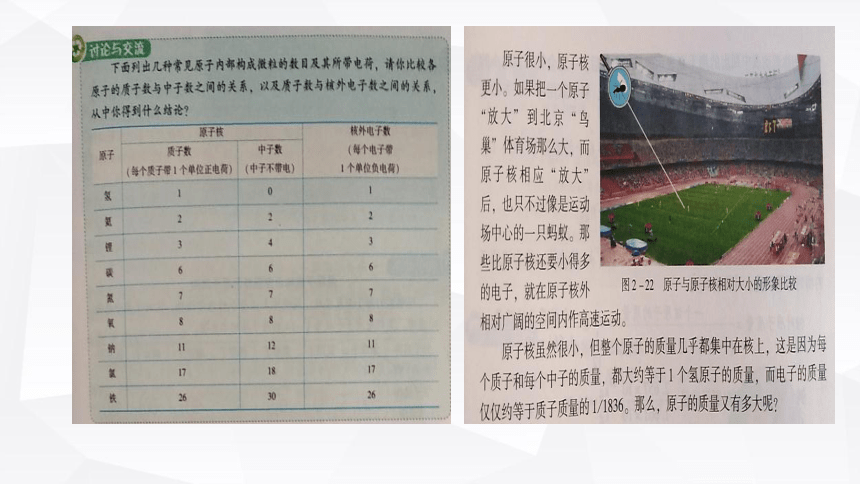 讨论与交流
下面列出几种常见原子内部构成微粒的数目及其所带电荷，请你比较各
原子的质子数与中子数之间的关系，以及质子数与核外电子数之间的关系，
从中你得到什么结论？
原子 原子核 核外电子数
质子数 中子数 (每个电子带
(每个质子带1个单位正电荷) (中子不带电) 1个单位负电荷)
氢 1 0 1
氦 2 2 2
锂 3 4 3
碳 6 6 6
氮 7 7 7
氧 8 8 8
钠 11 12 11
氯 17 18 17
铁 26 30 26
原子很小，原子核
更小。如果把一个原子
“放大”到北京“鸟
巢”体育场那么大，而
原子核相应“放大”
后，也只不过像是运动
场中心的一只蚂蚁。那
些比原子核还要小得多
的电子，就在原子核外
相对广阔的空间内作高速运动。
图2-22 原子与原子核相对大小的形象比较
原子核虽然很小，但整个原子的质量几乎都集中在核上，这是因为每
个质子和每个中子的质量，都大约等于1个氢原子的质量，而电子的质量
仅仅约等于质子质量的1/1836。那么，原子的质量又有多大呢？